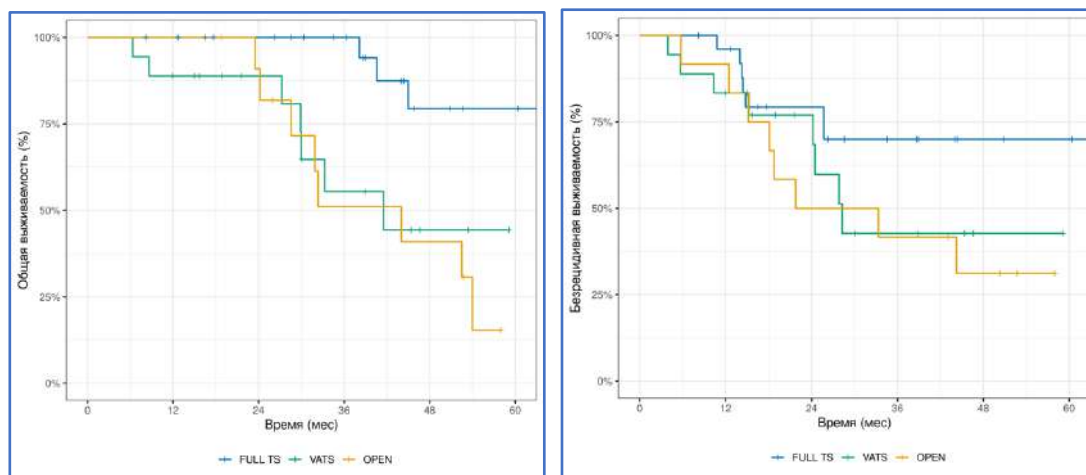 Общая выживаемость (%)
100%
75%
50%
25%
0%
0 12 24 36 48 60
Время (мес)
FULL TS VATS OPEN
Безрецидивная выживаемость (%)
100%
75%
50%
25%
0%
0 12 24 36 48 60
Время (мес)
FULL TS VATS OPEN